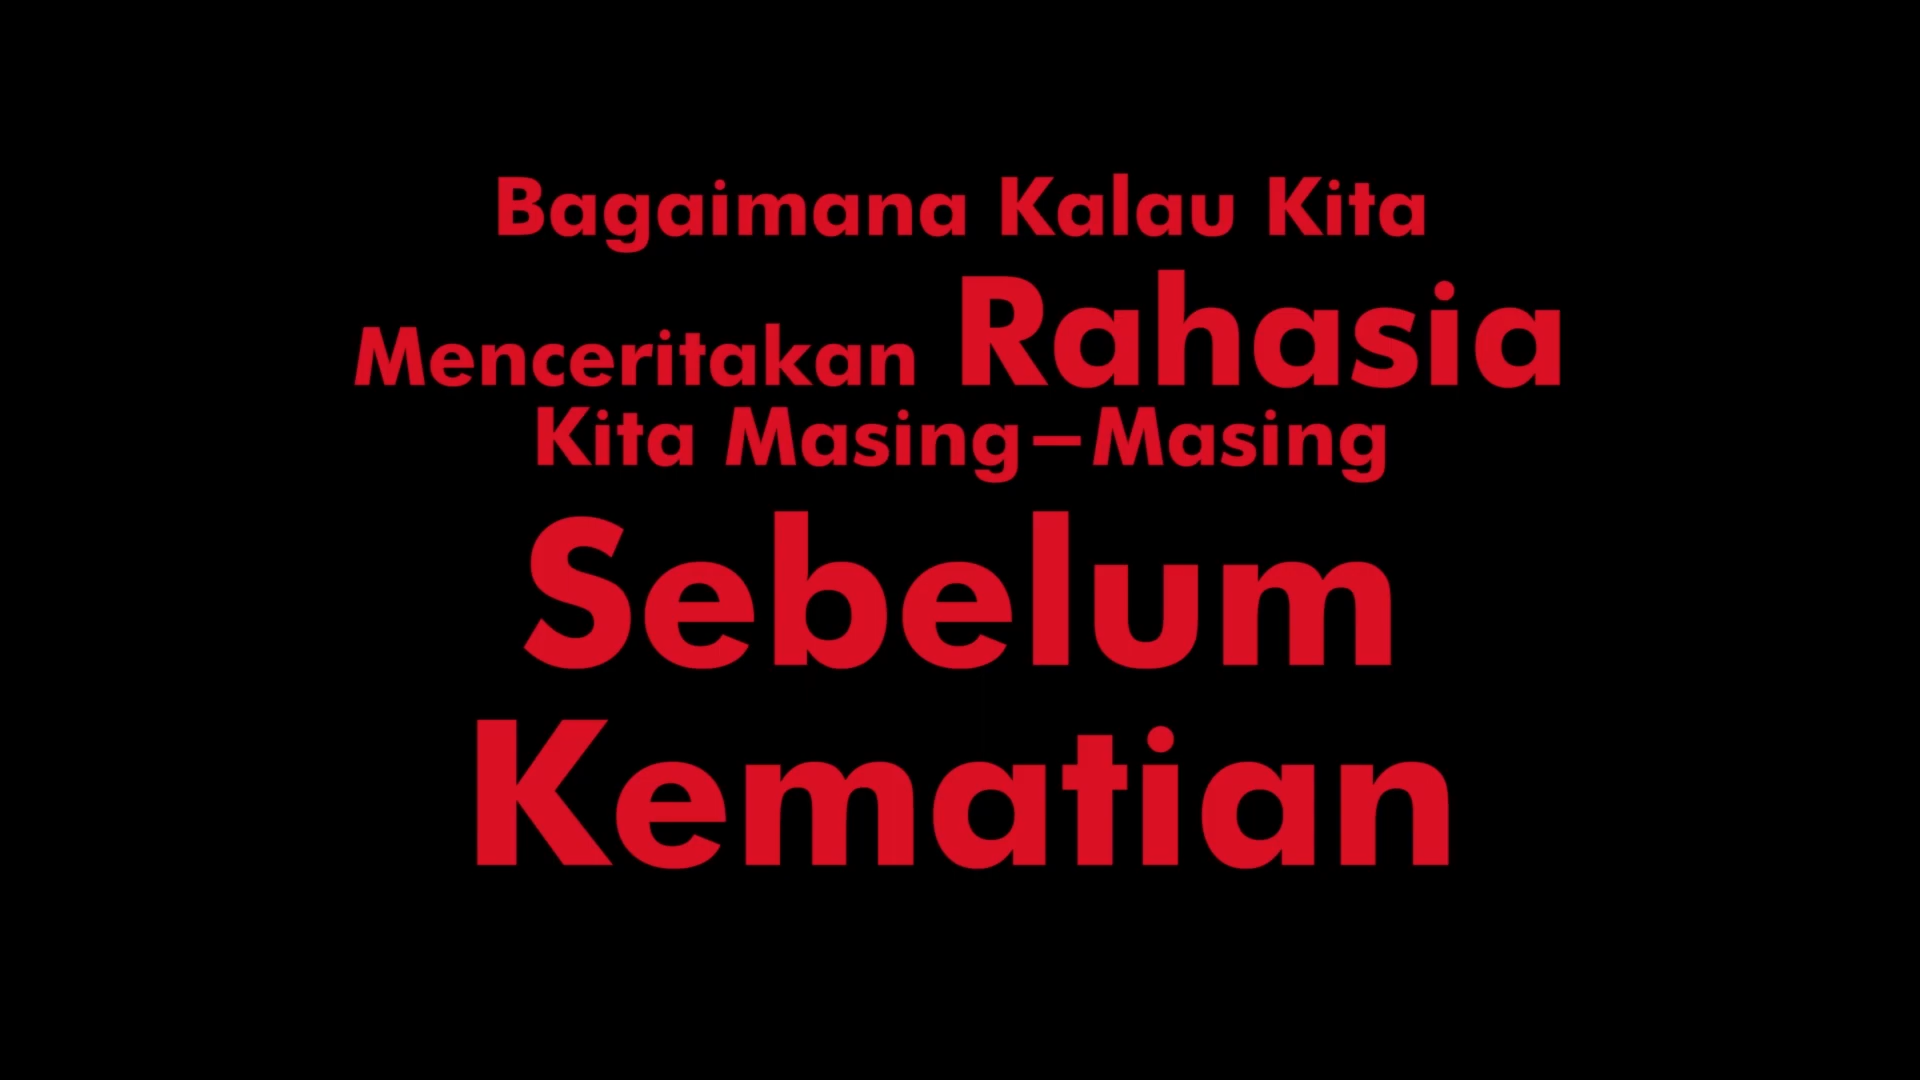 Bagaimana Kalau Kita
Menceritakan Rahasia
Kita Masing-Masing
Sebelum
Kematian